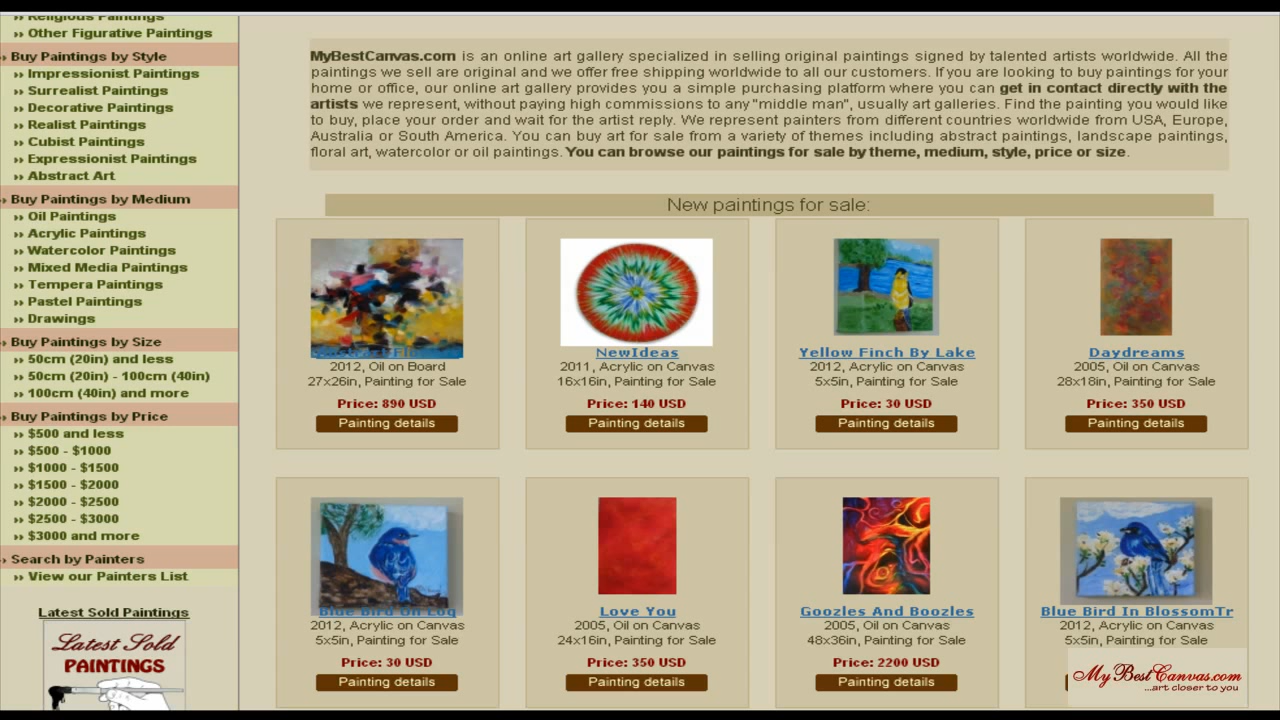 Religious Paintings
Other Figurative Paintings
Buy Paintings by Style
Impressionist Paintings
Surrealist Paintings
Decorative Paintings
Realist Paintings
Cubist Paintings
Expressionist Paintings
Abstract Art
Buy Paintings by Medium
Oil Paintings
Acrylic Paintings
Watercolor Paintings
Mixed Media Paintings
Tempera Paintings
Pastel Paintings
Drawings
Buy Paintings by Size
50cm (20in) and less
50cm (20in) - 100cm (40in)
100cm (40in) and more
Buy Paintings by Price
$500 and less
$500 - $1000
$1000 - $1500
$1500 - $2000
$2000 - $2500
$2500 - $3000
$3000 and more
Search by Painters
View our Painters List
Latest Sold Paintings
Latest Sold
PAINTINGS
MyBestCanvas.com is an online art gallery specialized in selling original paintings signed by talented artists worldwide. All the
paintings we sell are original and we offer free shipping worldwide to all our customers. If you are looking to buy paintings for your
home or office, our online art gallery provides you a simple purchasing platform where you can get in contact directly with the
artists we represent, without paying high commissions to any "middle man", usually art galleries. Find the painting you would like
to buy, place your order and wait for the artist reply. We represent painters from different countries worldwide from USA, Europe,
Australia or South America. You can buy art for sale from a variety of themes including abstract paintings, landscape paintings,
floral art, watercolor or oil paintings. You can browse our paintings for sale by theme, medium, style, price or size.
New paintings for sale:
2012, Oil on Board
27x26in, Painting for Sale
Price: 890 USD
Painting details
NewIdeas
2011, Acrylic on Canvas
16x16in, Painting for Sale
Price: 140 USD
Painting details
Yellow Finch By Lake
2012, Acrylic on Canvas
5x5in, Painting for Sale
Price: 30 USD
Painting details
Daydreams
2005, Oil on Canvas
28x18in, Painting for Sale
Price: 350 USD
Painting details
Blue Bird On Log
2012, Acrylic on Canvas
5x5in, Painting for Sale
Price: 30 USD
Painting details
Love You
2005, Oil on Canvas
24x16in, Painting for Sale
Price: 350 USD
Painting details
Goozles And Boozles
2005, Oil on Canvas
48x36in, Painting for Sale
Price: 2200 USD
Painting details
Blue Bird In BlossomTr
2012, Acrylic on Canvas
5x5in, Painting for Sale
MyBestCanvas.com
...art closer to you